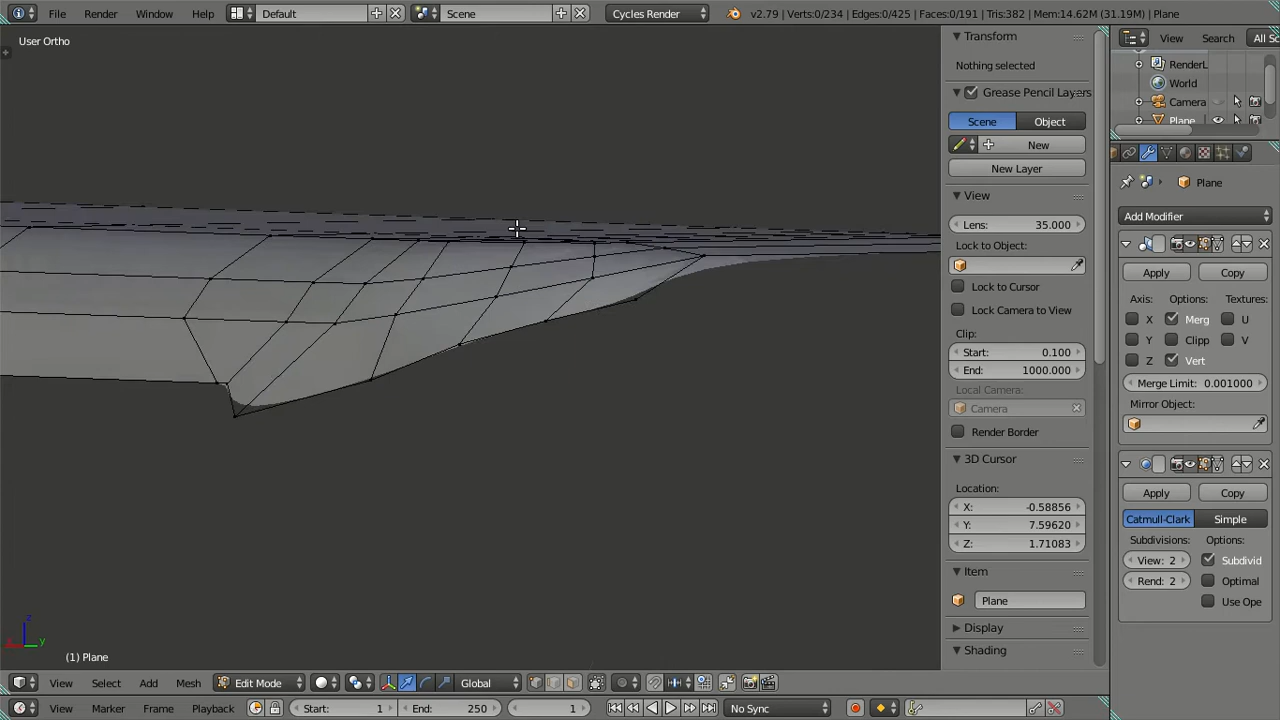 File Render Window Help Default Scene Cycles Render v2.79 | Verts:0/234 | Edges:0/425 | Faces:0/191 | Tris:382 | Mem:14.62M (31.19M) | Plane
User Ortho
Transform
Nothing selected
Grease Pencil Layers
Scene Object
New
New Layer
View
Lens: 35.000
Lock to Object:
Lock to Cursor
Lock Camera to View
Clip:
Start: 0.100
End: 1000.000
Local Camera:
Camera
Render Border
3D Cursor
Location:
X: -0.58856
Y: 7.59620
Z: 1.71083
Item
Plane
Display
Shading
View Search All Sc
RenderL
World
Camera
Plane
Plane
Add Modifier
Apply Copy
Axis: Options: Textures:
X Merg U
Y Clipp V
Z Vert
Merge Limit: 0.001000
Mirror Object:
Apply Copy
Catmull-Clark Simple
Subdivisions: Options:
View: 2 Subdivid
Rend: 2 Optimal
Use Ope
z
x y
(1) Plane
View Select Add Mesh Edit Mode Global
View Marker Frame Playback Start: 1 End: 250 1 No Sync